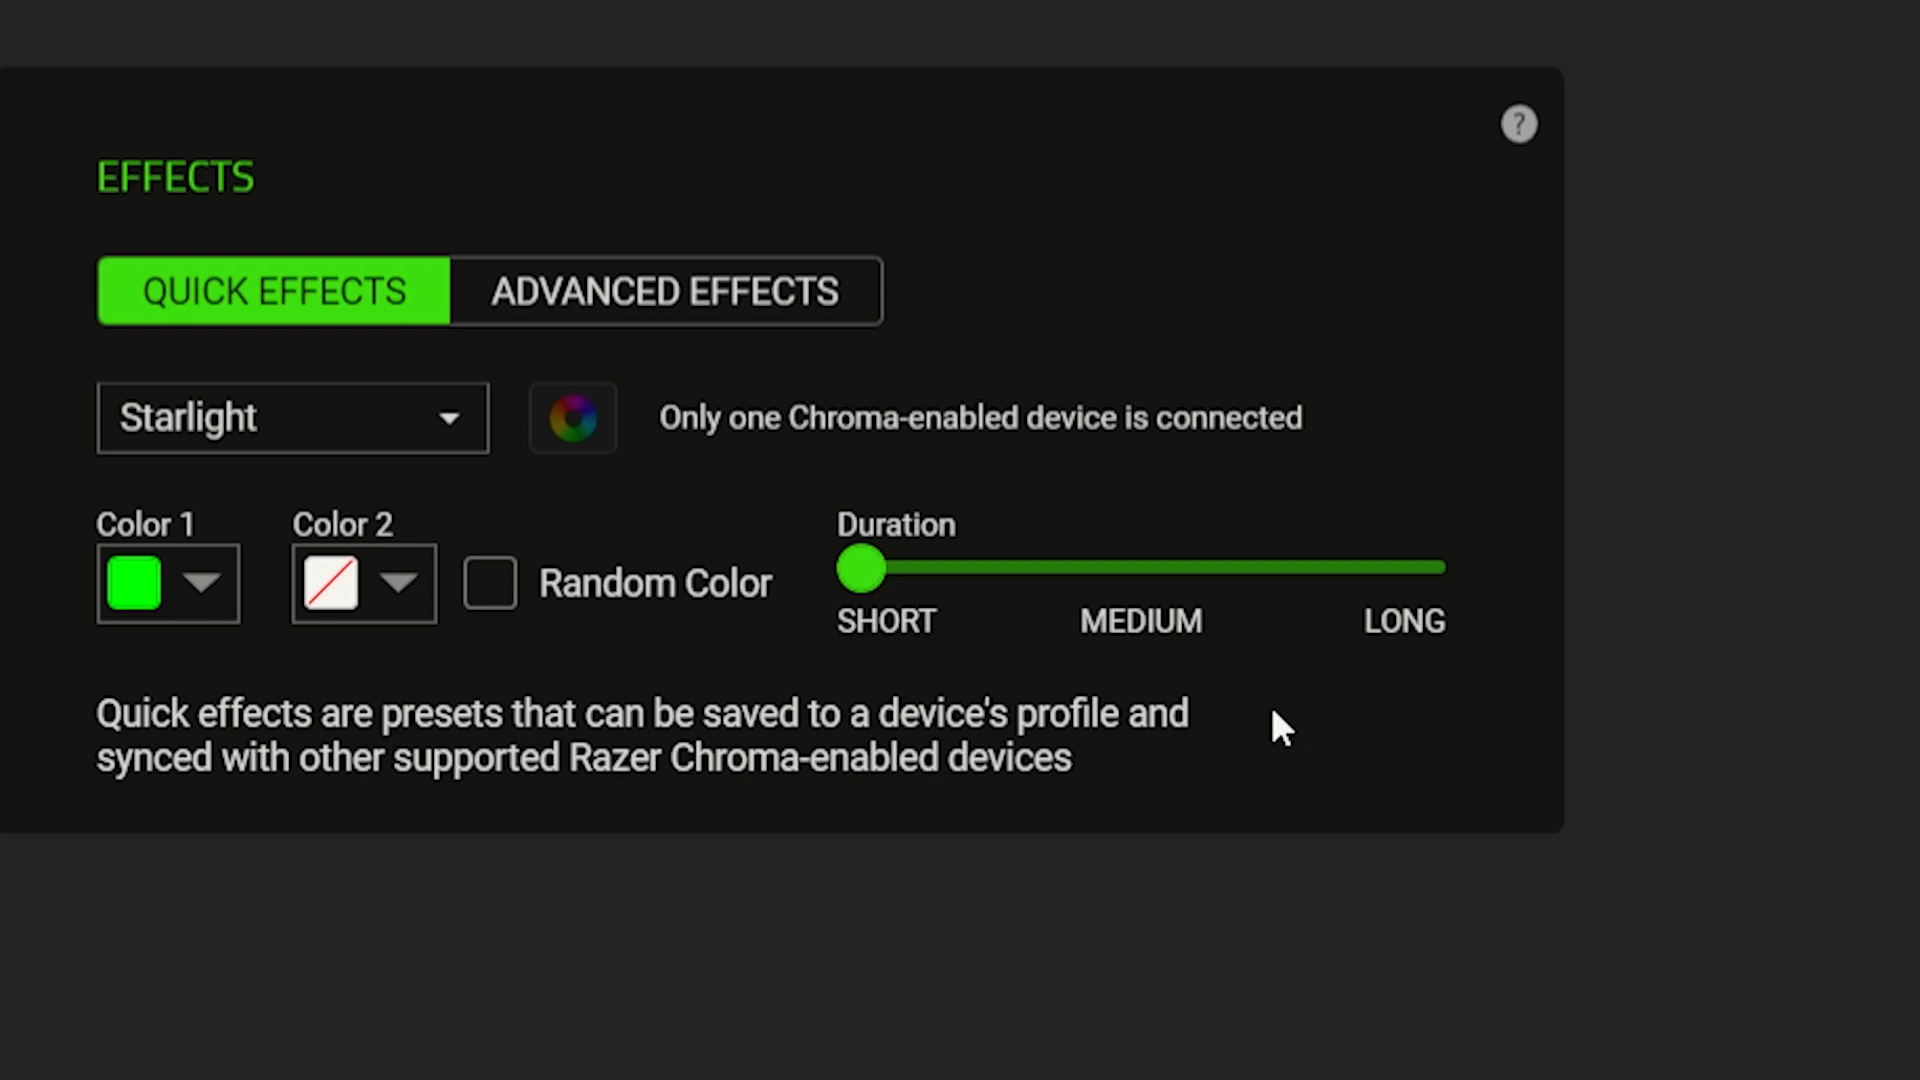 ?
EFFECTS
QUICK EFFECTS ADVANCED EFFECTS
Starlight Only one Chroma-enabled device is connected
Color 1 Color 2 Duration
Random Color
SHORT MEDIUM LONG
Quick effects are presets that can be saved to a device's profile and
synced with other supported Razer Chroma-enabled devices